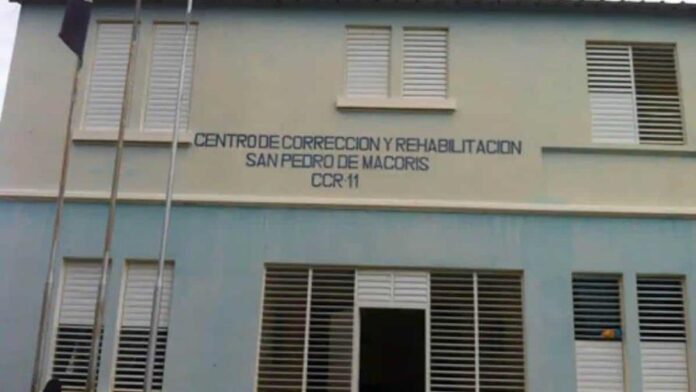 CENTRO DE CORRECCION Y REHABILITACION
SAN PEDRO DE MACORIS
CCR-11